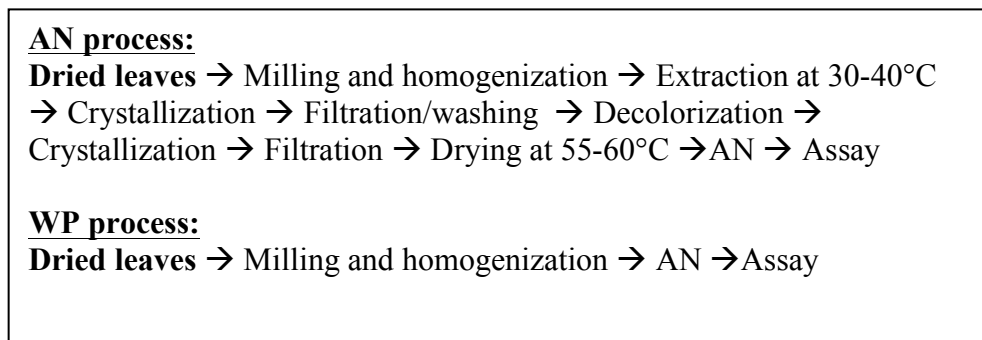 AN process:
Dried leaves → Milling and homogenization → Extraction at 30-40°C
→ Crystallization → Filtration/washing → Decolorization →
Crystallization → Filtration → Drying at 55-60°C →AN → Assay
WP process:
Dried leaves → Milling and homogenization → AN →Assay